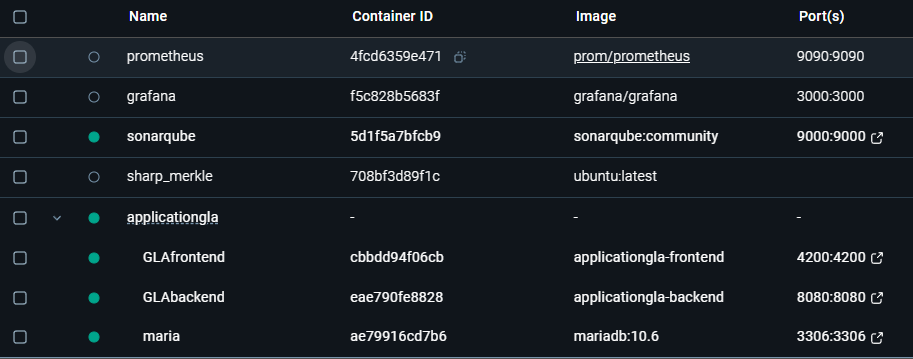 Name Container ID Image Port(s)
prometheus 4fcd6359e471 prom/prometheus 9090:9090
grafana f5c828b5683f grafana/grafana 3000:3000
sonarqube 5d1f5a7bfcb9 sonarqube:community 9000:9000
sharp_merkle 708bf3d89f1c ubuntu:latest
applicationgla - - -
GLAfrontend cbbdd94f06cb applicationgla-frontend 4200:4200
GLAbackend eae790fe8828 applicationgla-backend 8080:8080
maria ae79916cd7b6 mariadb:10.6 3306:3306